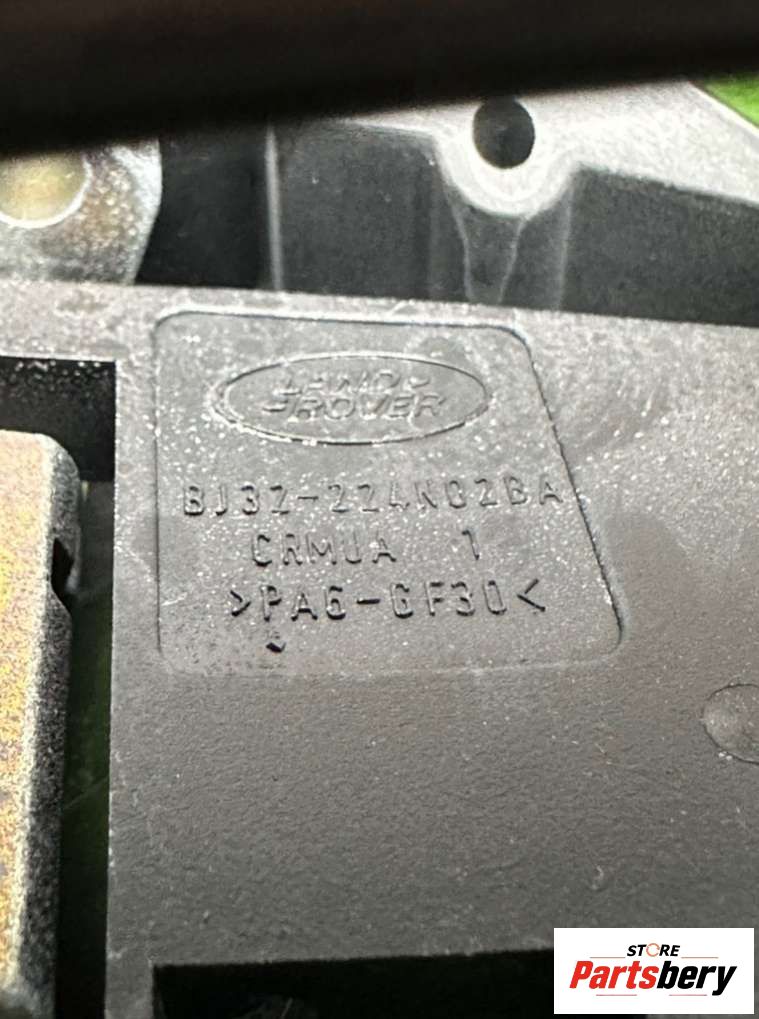 LAND-
-ROVER
BJ32-224N02BA
CRMJA 1
>PA6-GF30<
STORE
Partsbery